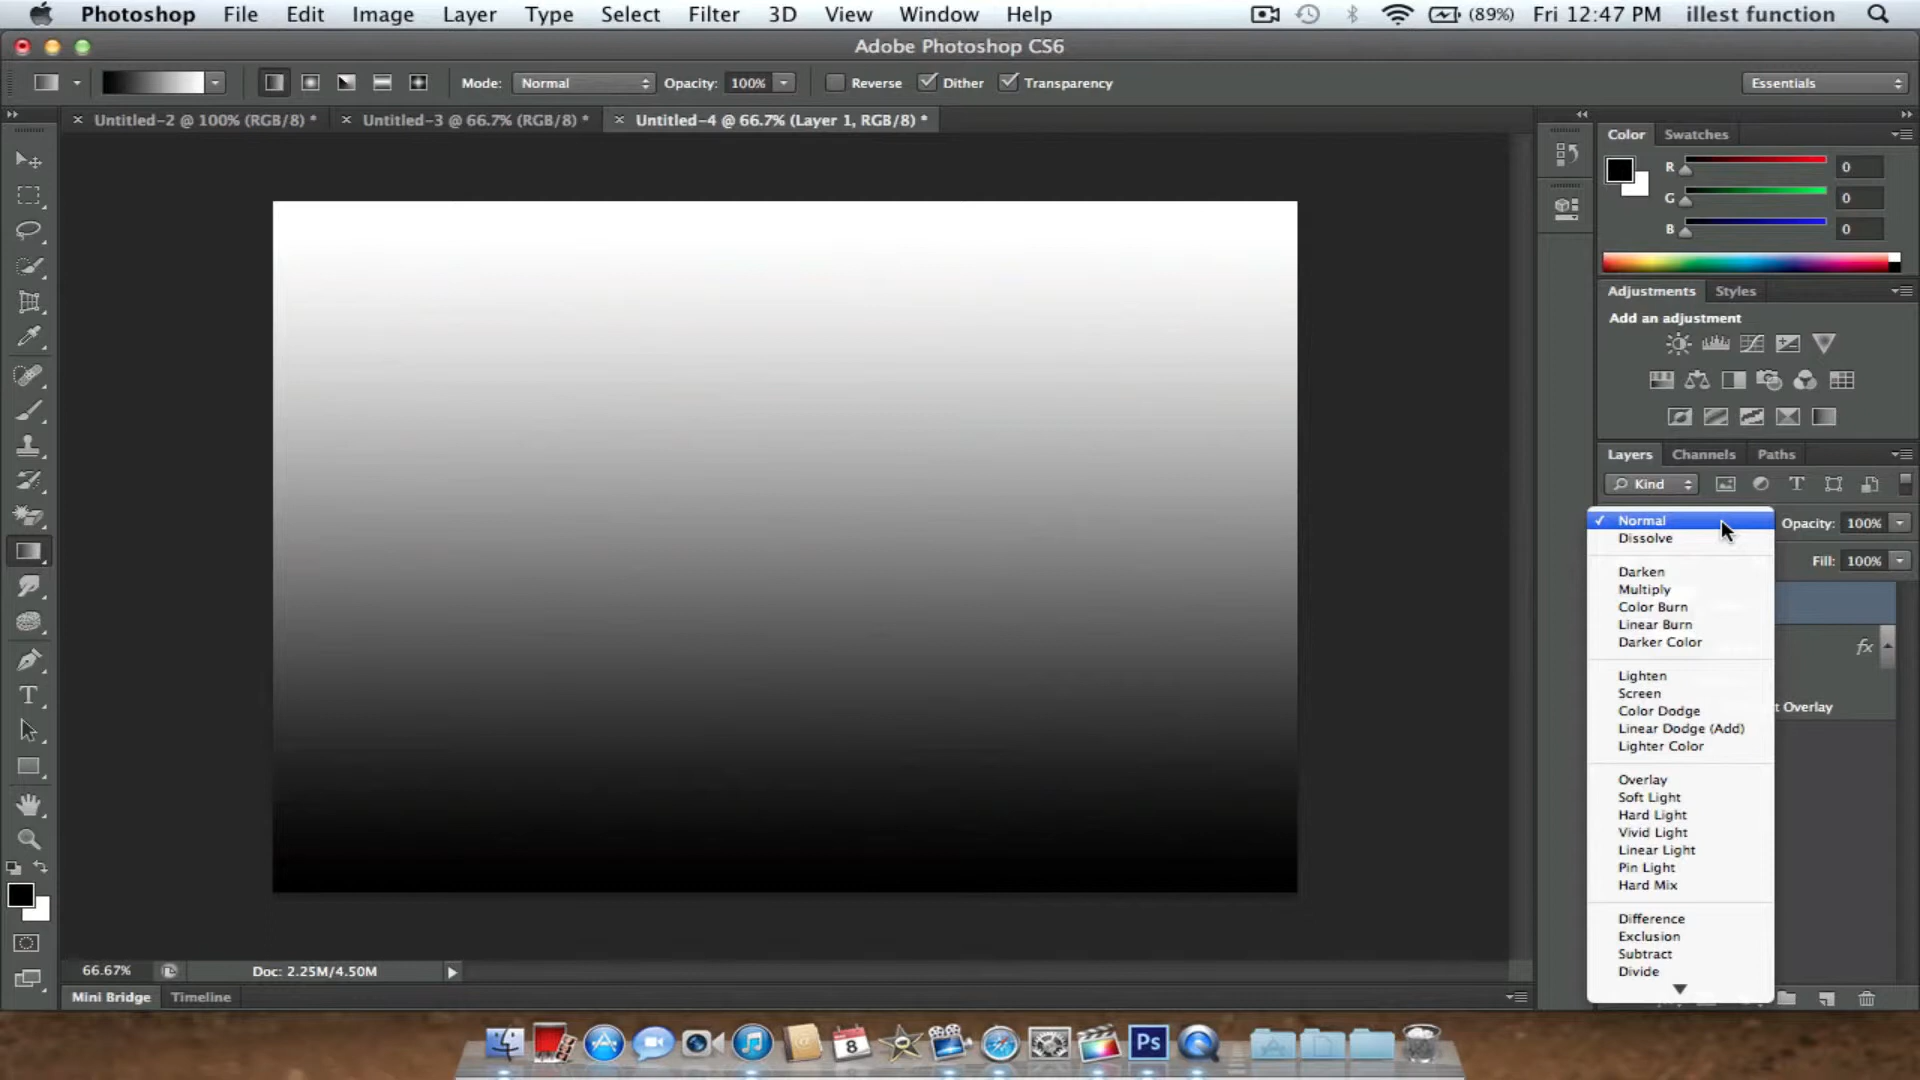 Photoshop File Edit Image Layer Type Select Filter 3D View Window Help (89%) Fri 12:47 PM illest function
Adobe Photoshop CS6
Mode: Normal Opacity: 100% Reverse Dither Transparency Essentials
Untitled-2 @ 100% (RGB/8) * Untitled-3 @ 66.7% (RGB/8) * Untitled-4 @ 66.7% (Layer 1, RGB/8) *
Color Swatches
R 0
G 0
B 0
Adjustments Styles
Add an adjustment
Layers Channels Paths
Kind
Normal Opacity: 100%
Dissolve
Fill: 100%
Darken
Multiply
Color Burn
Linear Burn
Darker Color
fx
Lighten
Screen
Color Dodge
t Overlay
Linear Dodge (Add)
Lighter Color
Overlay
Soft Light
Hard Light
Vivid Light
Linear Light
Pin Light
Hard Mix
Difference
Exclusion
Subtract
Divide
66.67% Doc: 2.25M/4.50M
Mini Bridge Timeline
8
Ps